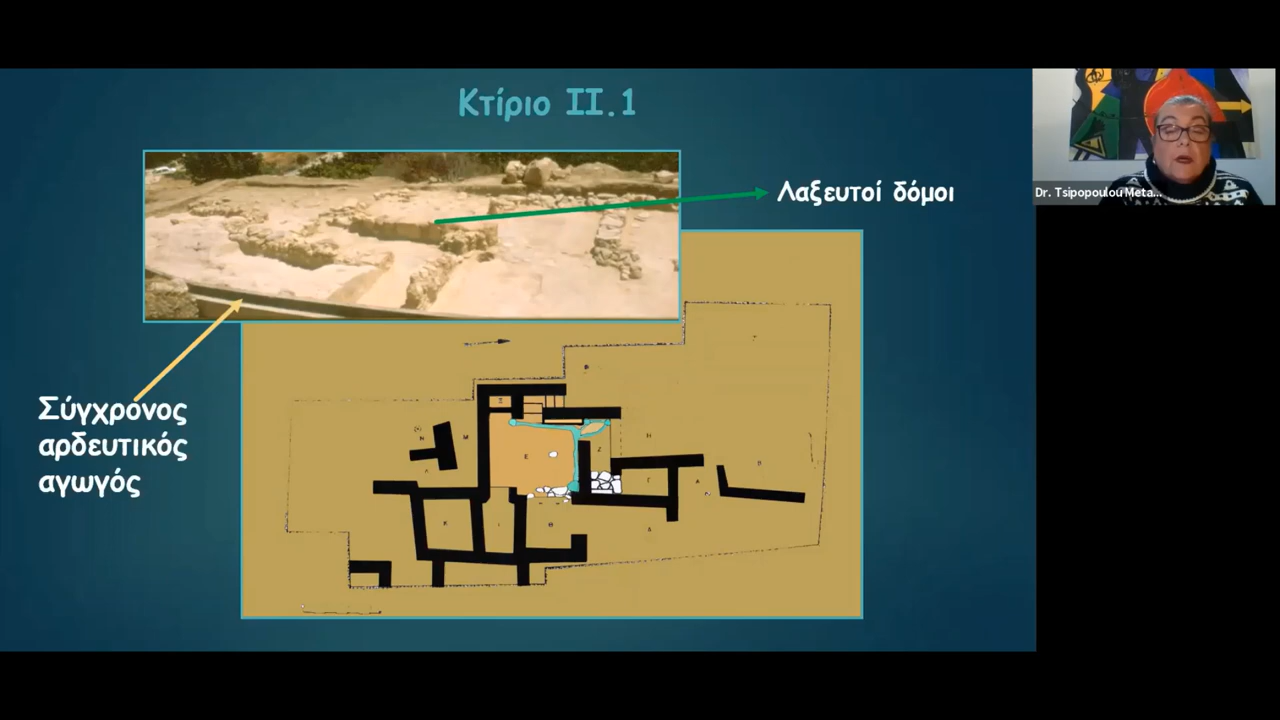 Κτίριο ΙΙ.1
Λαξευτοί δόμοι
Dr. Tsipopoulou Meta...
Σύγχρονος
αρδευτικός
αγωγός
Ξ
Ν
Μ
Λ
Ε
Ζ
Η
Γ
Α
Β
Κ
Ι
Θ